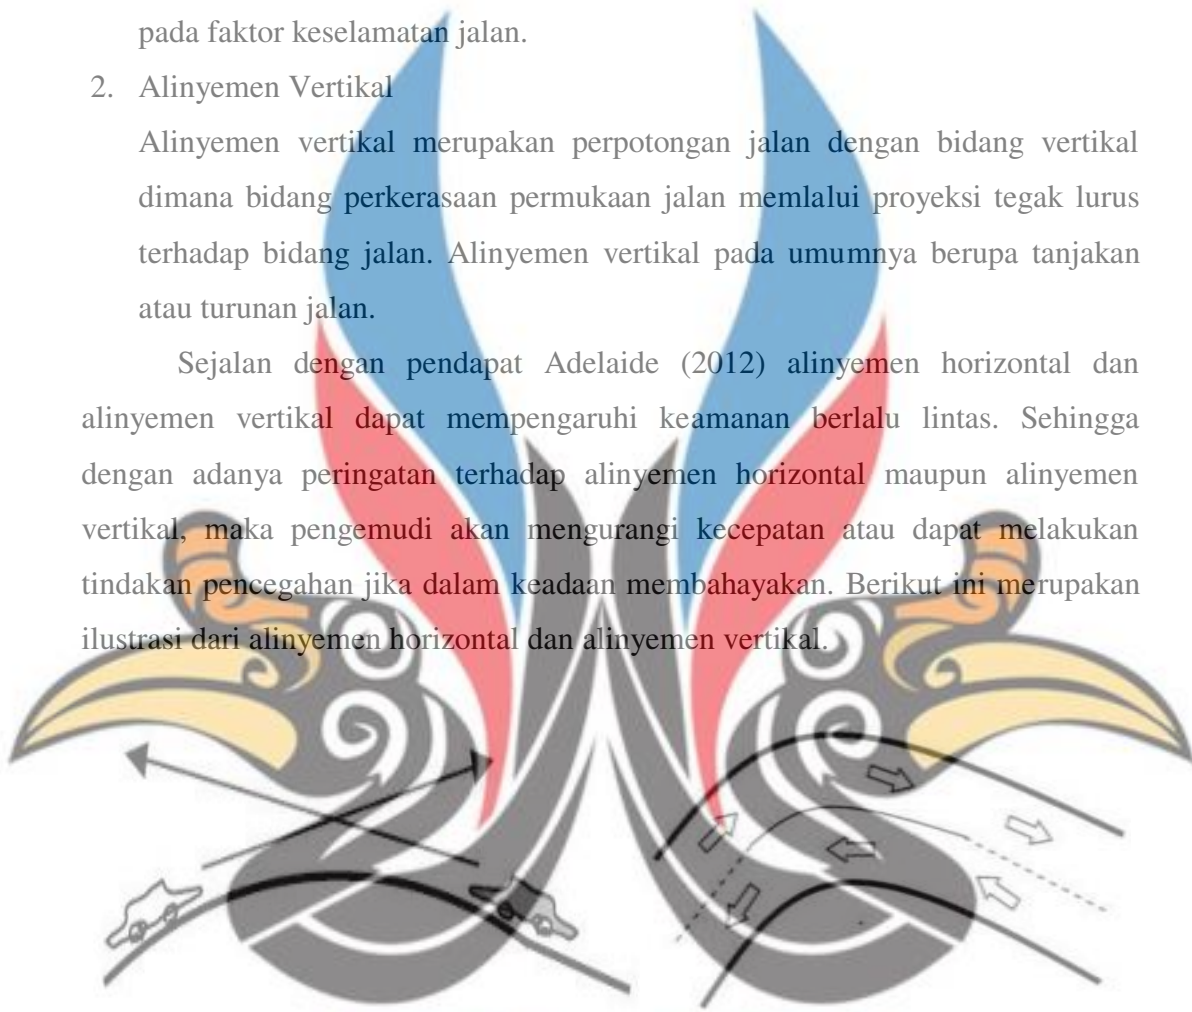 pada faktor keselamatan jalan.
2. Alinyemen Vertikal
Alinyemen vertikal merupakan perpotongan jalan dengan bidang vertikal
dimana bidang perkerasaan permukaan jalan memlalui proyeksi tegak lurus
terhadap bidang jalan. Alinyemen vertikal pada umumnya berupa tanjakan
atau turunan jalan.
Sejalan dengan pendapat Adelaide (2012) alinyemen horizontal dan
alinyemen vertikal dapat mempengaruhi keamanan berlalu lintas. Sehingga
dengan adanya peringatan terhadap alinyemen horizontal maupun alinyemen
vertikal, maka pengemudi akan mengurangi kecepatan atau dapat melakukan
tindakan pencegahan jika dalam keadaan membahayakan. Berikut ini merupakan
ilustrasi dari alinyemen horizontal dan alinyemen vertikal.